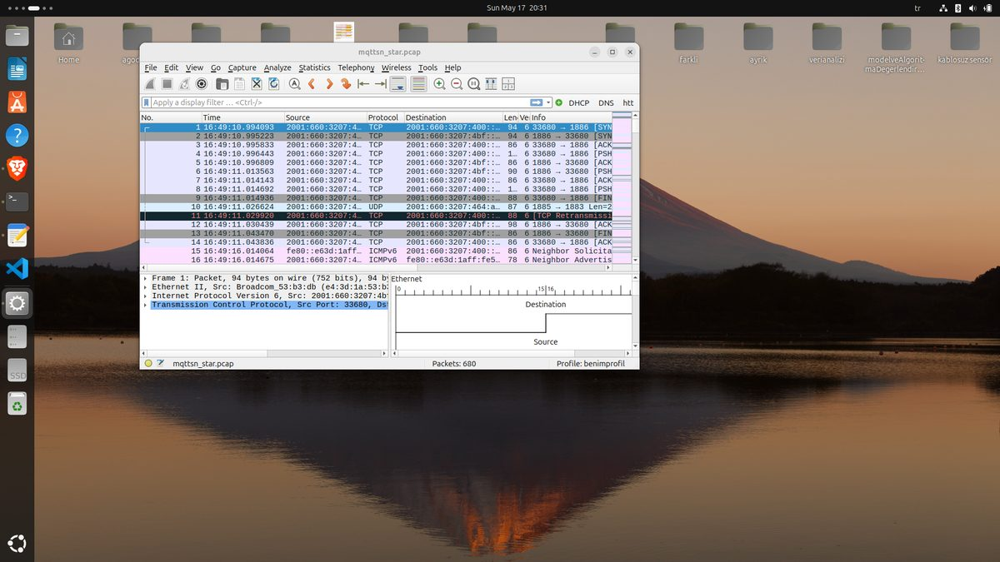 Sun May 17 20:31
tr
Home
farkli
ayrik
verianalizi
modelveAlgorit-
maDegerlendir…
kablosuz sensör
SSD
mqttsn_star.pcap
File Edit View Go Capture Analyze Statistics Telephony Wireless Tools Help
Apply a display filter … <Ctrl-/>
DHCP DNS htt
No. Time Source Protocol Destination Info
1 16:49:10.994093 2001:660:3207:4… TCP 2001:660:3207:400::… 94 6 33680 → 1886 [SYN
2 16:49:10.995223 2001:660:3207:4… TCP 2001:660:3207:4bf::… 94 6 1886 → 33680 [SYN
3 16:49:10.995833 2001:660:3207:4… TCP 2001:660:3207:400::… 86 6 33680 → 1886 [ACK
4 16:49:10.996443 2001:660:3207:4… TCP 2001:660:3207:400::… 1… 6 33680 → 1886 [PSH
5 16:49:10.996809 2001:660:3207:4… TCP 2001:660:3207:4bf::… 86 6 1886 → 33680 [ACK
6 16:49:11.013563 2001:660:3207:4… TCP 2001:660:3207:4bf::… 90 6 1886 → 33680 [PSH
7 16:49:11.014143 2001:660:3207:4… TCP 2001:660:3207:400::… 86 6 33680 → 1886 [ACK
8 16:49:11.014692 2001:660:3207:4… TCP 2001:660:3207:400::… 1… 6 33680 → 1886 [PSH
9 16:49:11.014936 2001:660:3207:4… TCP 2001:660:3207:400::… 88 6 33680 → 1886 [FIN
10 16:49:11.026624 2001:660:3207:4… UDP 2001:660:3207:464:a… 87 6 1885 → 1883 Len=2
11 16:49:11.029920 2001:660:3207:4… TCP 2001:660:3207:400::… 88 6 [TCP Retransmissi
12 16:49:11.030439 2001:660:3207:4… TCP 2001:660:3207:4bf::… 98 6 1886 → 33680 [ACK
13 16:49:11.043470 2001:660:3207:4… TCP 2001:660:3207:4bf::… 86 6 1886 → 33680 [FIN
14 16:49:11.043836 2001:660:3207:4… TCP 2001:660:3207:400::… 86 6 33680 → 1886 [ACK
15 16:49:16.014064 fe80::e63d:1aff… ICMPv6 2001:660:3207:400::… 86 6 Neighbor Solicita
16 16:49:16.014675 2001:660:3207:4… ICMPv6 fe80::e63d:1aff:fe5… 78 6 Neighbor Advertis
Frame 1: Packet, 94 bytes on wire (752 bits), 94 by
Ethernet II, Src: Broadcom_53:b3:db (e4:3d:1a:53:b3
Internet Protocol Version 6, Src: 2001:660:3207:4bf
Transmission Control Protocol, Src Port: 33680, Dst
Ethernet
0 15 16
Destination
Source
mqttsn_star.pcap
Packets: 680
Profile: benimprofil